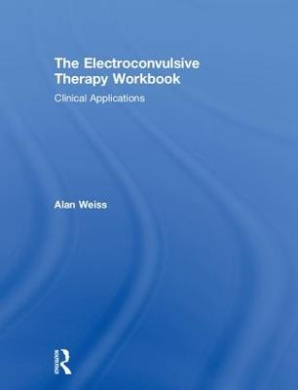 The Electroconvulsive
Therapy Workbook
Clinical Applications
Alan Weiss
R
Routledge